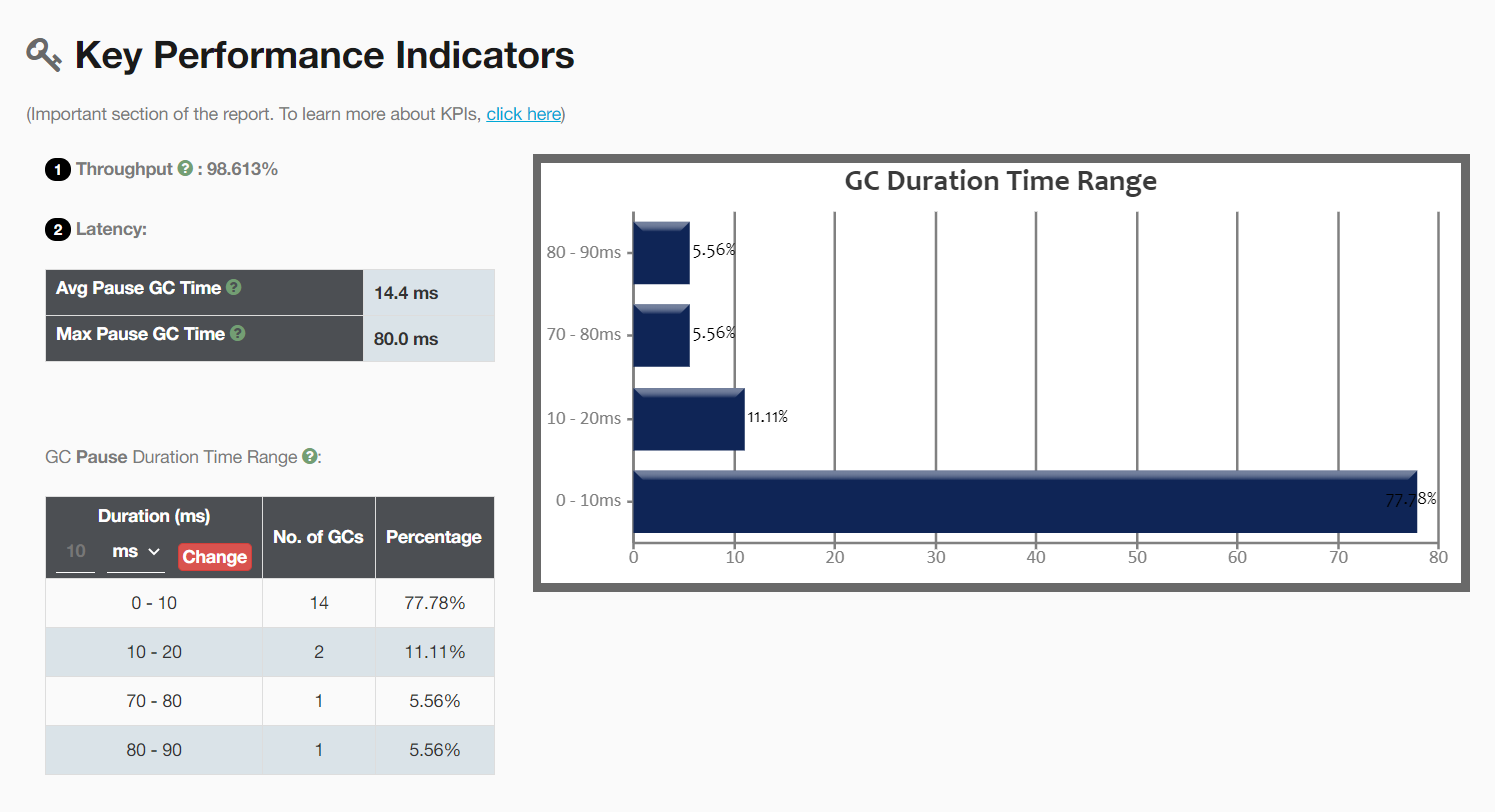 Key Performance Indicators
(Important section of the report. To learn more about KPIs, click here)
1 Throughput ? : 98.613%
2 Latency:
Avg Pause GC Time ? 14.4 ms
Max Pause GC Time ? 80.0 ms
GC Pause Duration Time Range ?:
Duration (ms) No. of GCs Percentage
10 ms Change
0 - 10 14 77.78%
10 - 20 2 11.11%
70 - 80 1 5.56%
80 - 90 1 5.56%
GC Duration Time Range
80 - 90ms 5.56%
70 - 80ms 5.56%
10 - 20ms 11.11%
0 - 10ms 77.78%
0 10 20 30 40 50 60 70 80